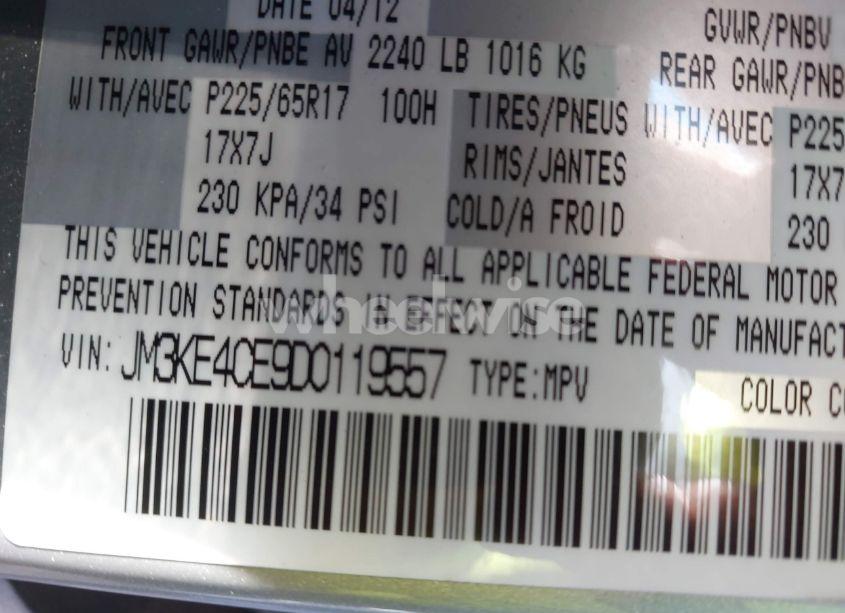 DATE 04/12
GVWR/PNBV
FRONT GAWR/PNBE AV 2240 LB 1016 KG REAR GAWR/PNB
WITH/AVEC P225/65R17 100H TIRES/PNEUS WITH/AVEC P225
17X7J RIMS/JANTES 17X7
230 KPA/34 PSI COLD/A FROID 230
THIS VEHICLE CONFORMS TO ALL APPLICABLE FEDERAL MOTOR
PREVENTION STANDARDS IN EFFECT ON THE DATE OF MANUFACT
wheelwise
VIN: JM3KE4CE9D0119557 TYPE:MPV COLOR CO